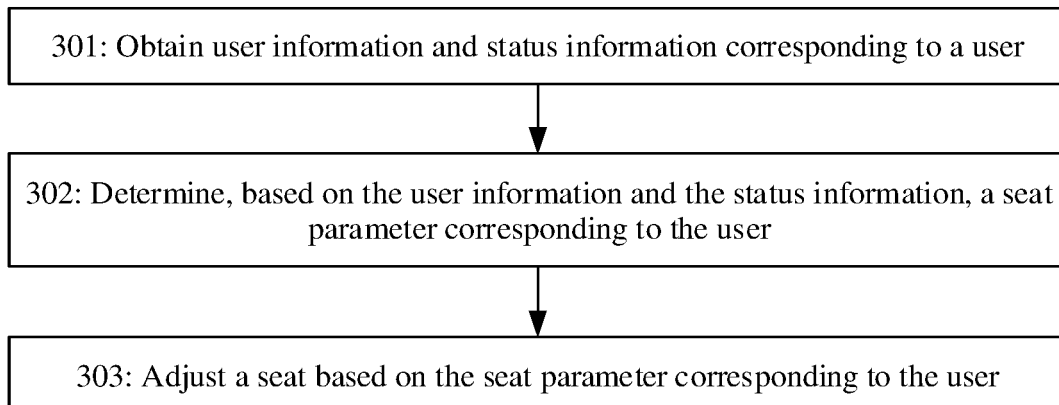 301: Obtain user information and status information corresponding to a user
302: Determine, based on the user information and the status information, a seat
parameter corresponding to the user
303: Adjust a seat based on the seat parameter corresponding to the user